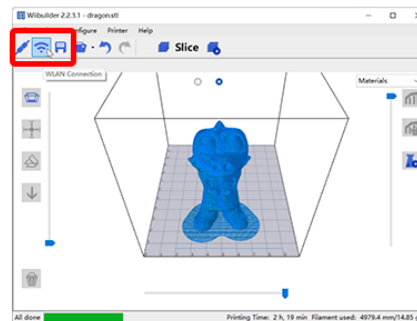 Wiibuilder 2.2.3.1 - dragon.stl
figure Printer Help
Slice
WLAN Connection
Materials
All done
Printing Time: 2 h, 19 min Filament used: 4979.4 mm/14.85